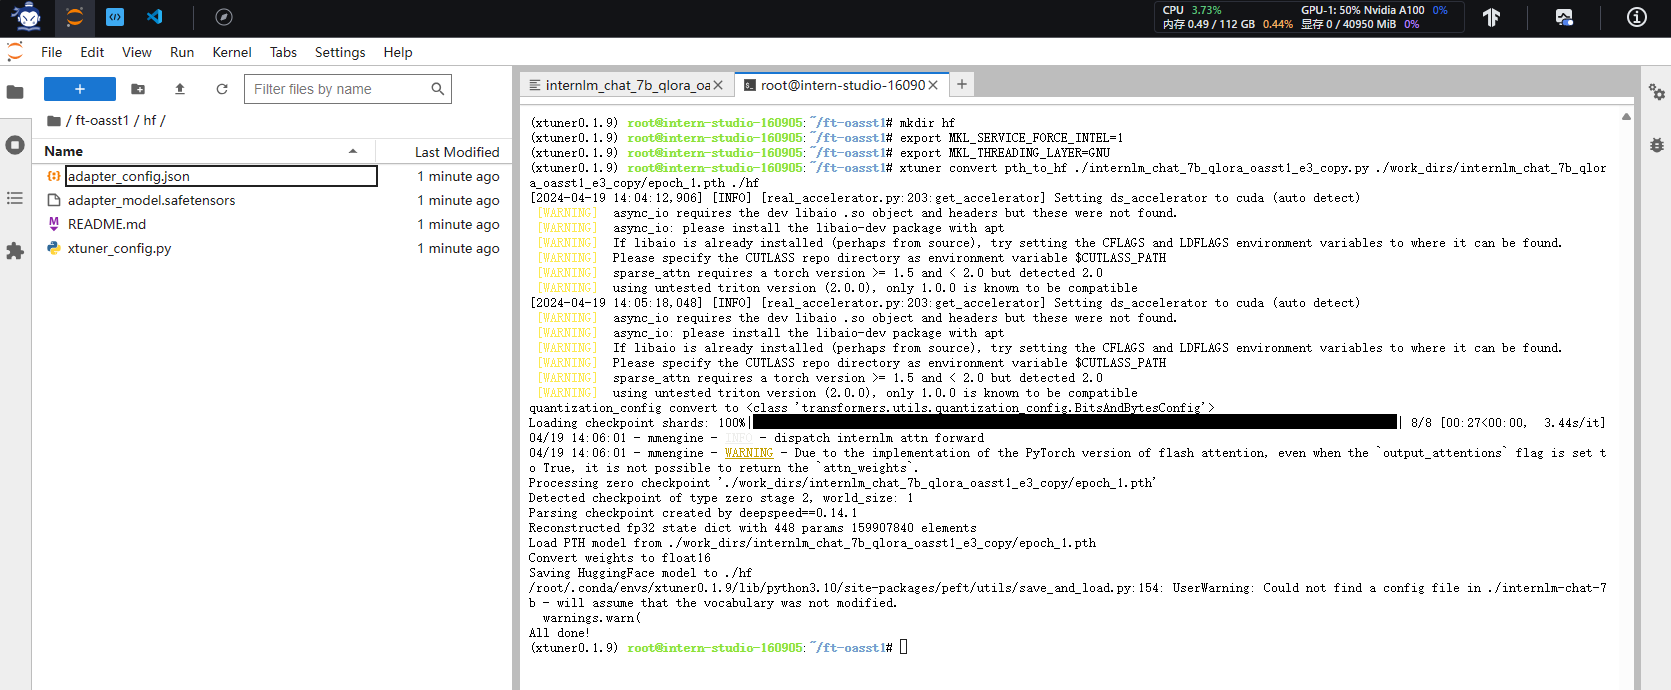 CPU 3.73% GPU-1: 50% Nvidia A100 0%
内存 0.49 / 112 GB 0.44% 显存 0 / 40950 MiB 0%
File Edit View Run Kernel Tabs Settings Help
+
Filter files by name
/ ft-oasst1 / hf /
Name Last Modified
adapter_config.json 1 minute ago
adapter_model.safetensors 1 minute ago
README.md 1 minute ago
xtuner_config.py 1 minute ago
internlm_chat_7b_qlora_oa root@intern-studio-16090 +
(xtuner0.1.9) root@intern-studio-160905:~/ft-oasst1# mkdir hf
(xtuner0.1.9) root@intern-studio-160905:~/ft-oasst1# export MKL_SERVICE_FORCE_INTEL=1
(xtuner0.1.9) root@intern-studio-160905:~/ft-oasst1# export MKL_THREADING_LAYER=GNU
(xtuner0.1.9) root@intern-studio-160905:~/ft-oasst1# xtuner convert pth_to_hf ./internlm_chat_7b_qlora_oasst1_e3_copy.py ./work_dirs/internlm_chat_7b_qlor
a_oasst1_e3_copy/epoch_1.pth ./hf
[2024-04-19 14:04:12,906] [INFO] [real_accelerator.py:203:get_accelerator] Setting ds_accelerator to cuda (auto detect)
[WARNING] async_io requires the dev libaio .so object and headers but these were not found.
[WARNING] async_io: please install the libaio-dev package with apt
[WARNING] If libaio is already installed (perhaps from source), try setting the CFLAGS and LDFLAGS environment variables to where it can be found.
[WARNING] Please specify the CUTLASS repo directory as environment variable $CUTLASS_PATH
[WARNING] sparse_attn requires a torch version >= 1.5 and < 2.0 but detected 2.0
[WARNING] using untested triton version (2.0.0), only 1.0.0 is known to be compatible
[2024-04-19 14:05:18,048] [INFO] [real_accelerator.py:203:get_accelerator] Setting ds_accelerator to cuda (auto detect)
[WARNING] async_io requires the dev libaio .so object and headers but these were not found.
[WARNING] async_io: please install the libaio-dev package with apt
[WARNING] If libaio is already installed (perhaps from source), try setting the CFLAGS and LDFLAGS environment variables to where it can be found.
[WARNING] Please specify the CUTLASS repo directory as environment variable $CUTLASS_PATH
[WARNING] sparse_attn requires a torch version >= 1.5 and < 2.0 but detected 2.0
[WARNING] using untested triton version (2.0.0), only 1.0.0 is known to be compatible
quantization_config convert to <class 'transformers.utils.quantization_config.BitsAndBytesConfig'>
Loading checkpoint shards: 100%| | 8/8 [00:27<00:00, 3.44s/it]
04/19 14:06:01 - mmengine - INFO - dispatch internlm attn forward
04/19 14:06:01 - mmengine - WARNING - Due to the implementation of the PyTorch version of flash attention, even when the `output_attentions` flag is set t
o True, it is not possible to return the `attn_weights`.
Processing zero checkpoint './work_dirs/internlm_chat_7b_qlora_oasst1_e3_copy/epoch_1.pth'
Detected checkpoint of type zero stage 2, world_size: 1
Parsing checkpoint created by deepspeed==0.14.1
Reconstructed fp32 state dict with 448 params 159907840 elements
Load PTH model from ./work_dirs/internlm_chat_7b_qlora_oasst1_e3_copy/epoch_1.pth
Convert weights to float16
Saving HuggingFace model to ./hf
/root/.conda/envs/xtuner0.1.9/lib/python3.10/site-packages/peft/utils/save_and_load.py:154: UserWarning: Could not find a config file in ./internlm-chat-7
b - will assume that the vocabulary was not modified.
warnings.warn(
All done!
(xtuner0.1.9) root@intern-studio-160905:~/ft-oasst1#